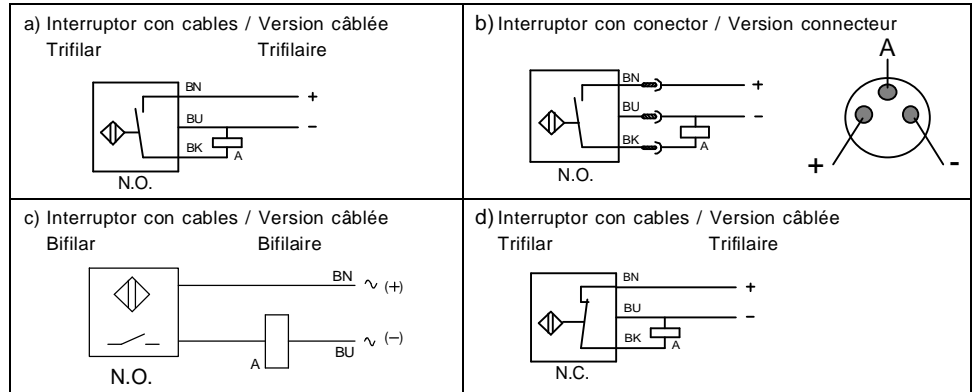 a) Interruptor con cables / Version câblée
Trifilar Trifilaire
BN
+
BU
−
BK
A
N.O.
b) Interruptor con conector / Version connecteur
A
BN
+
BU
−
BK
A
N.O.
+ -
c) Interruptor con cables / Version câblée
Bifilar Bifilaire
BN ~ (+)
A BU ~ (−)
N.O.
d) Interruptor con cables / Version câblée
Trifilar Trifilaire
BN
+
BU
−
BK
A
N.C.